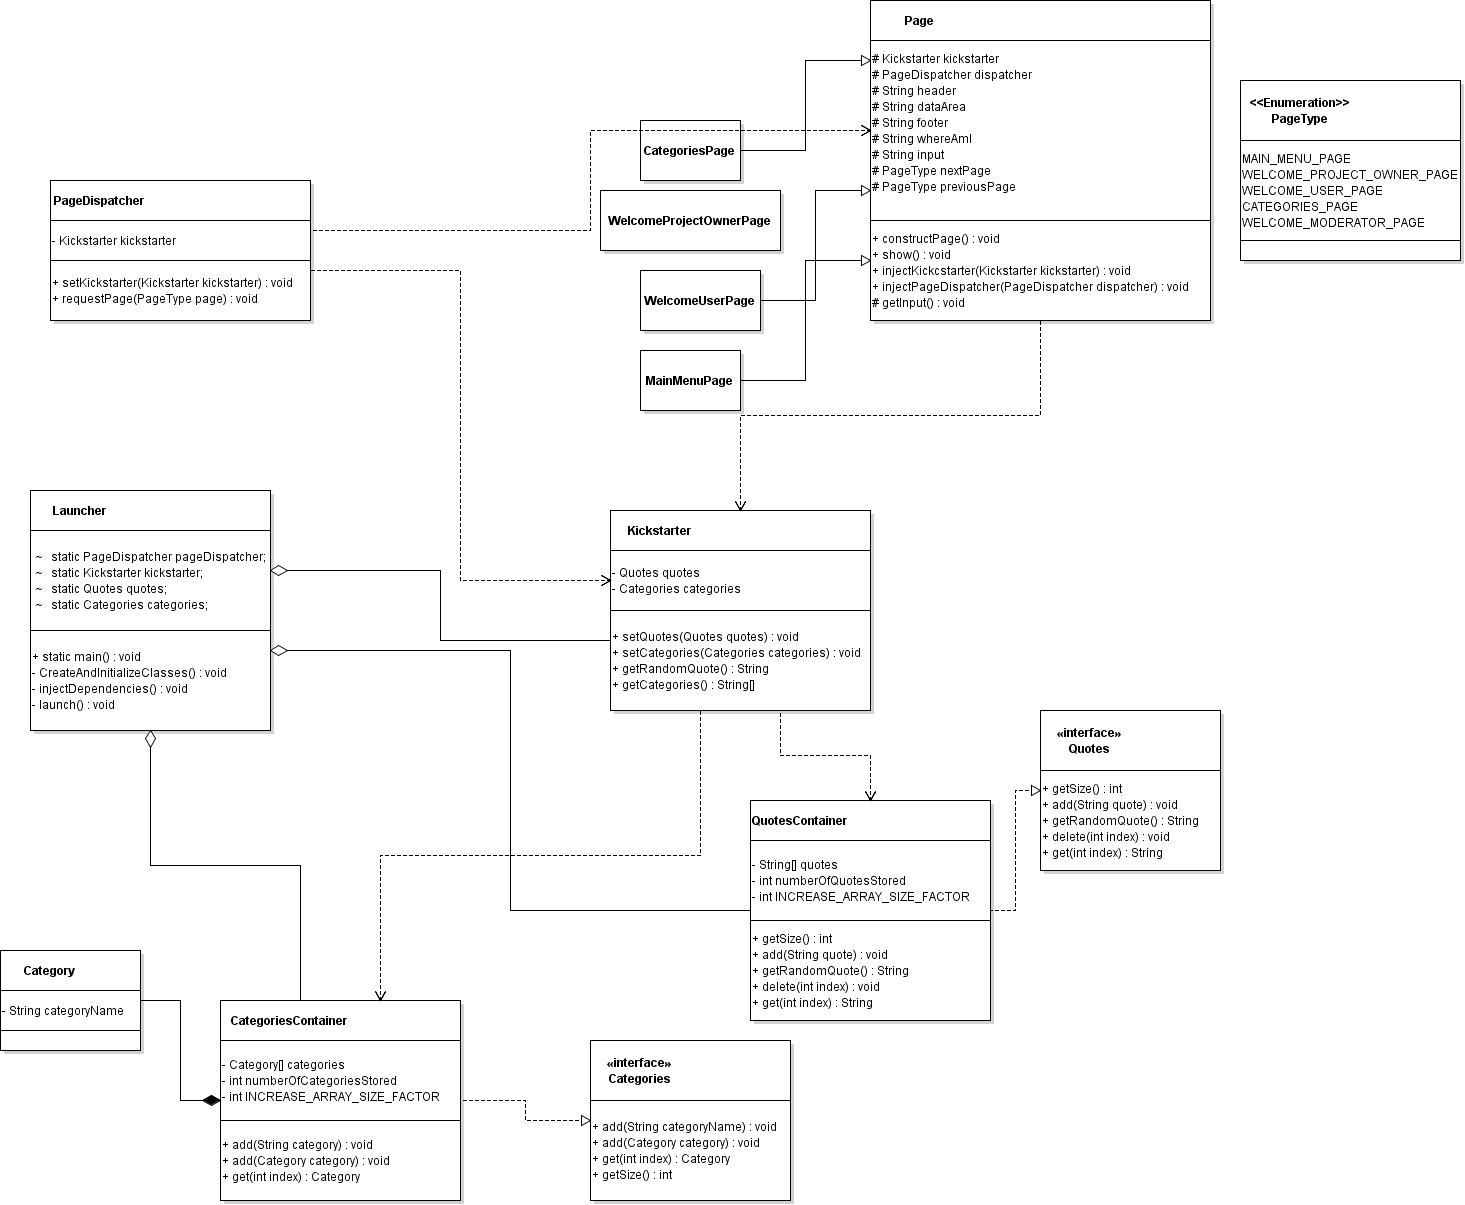 Page
# Kickstarter kickstarter
# PageDispatcher dispatcher
# String header
# String dataArea
# String footer
# String whereAmI
# String input
# PageType nextPage
# PageType previousPage
+ constructPage() : void
+ show() : void
+ injectKickcstarter(Kickstarter kickstarter) : void
+ injectPageDispatcher(PageDispatcher dispatcher) : void
# getInput() : void
<<Enumeration>>
PageType
MAIN_MENU_PAGE
WELCOME_PROJECT_OWNER_PAGE
WELCOME_USER_PAGE
CATEGORIES_PAGE
WELCOME_MODERATOR_PAGE
CategoriesPage
WelcomeProjectOwnerPage
WelcomeUserPage
MainMenuPage
PageDispatcher
- Kickstarter kickstarter
+ setKickstarter(Kickstarter kickstarter) : void
+ requestPage(PageType page) : void
Launcher
~ static PageDispatcher pageDispatcher;
~ static Kickstarter kickstarter;
~ static Quotes quotes;
~ static Categories categories;
+ static main() : void
- CreateAndInitializeClasses() : void
- injectDependencies() : void
- launch() : void
Kickstarter
- Quotes quotes
- Categories categories
+ setQuotes(Quotes quotes) : void
+ setCategories(Categories categories) : void
+ getRandomQuote() : String
+ getCategories() : String[]
«interface»
Quotes
+ getSize() : int
+ add(String quote) : void
+ getRandomQuote() : String
+ delete(int index) : void
+ get(int index) : String
QuotesContainer
- String[] quotes
- int numberOfQuotesStored
- int INCREASE_ARRAY_SIZE_FACTOR
+ getSize() : int
+ add(String quote) : void
+ getRandomQuote() : String
+ delete(int index) : void
+ get(int index) : String
Category
- String categoryName
CategoriesContainer
- Category[] categories
- int numberOfCategoriesStored
- int INCREASE_ARRAY_SIZE_FACTOR
+ add(String category) : void
+ add(Category category) : void
+ get(int index) : Category
«interface»
Categories
+ add(String categoryName) : void
+ add(Category category) : void
+ get(int index) : Category
+ getSize() : int